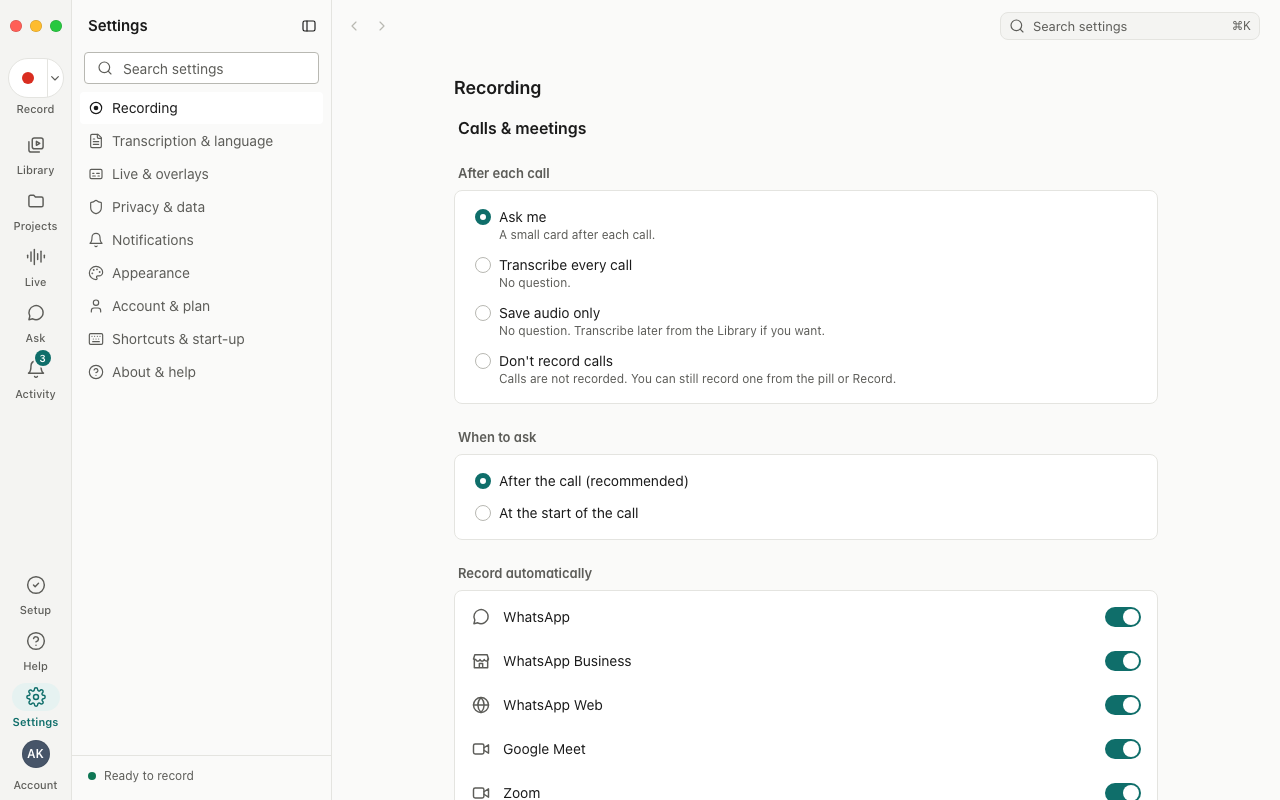 Settings
Search settings
⌘K
Record
Library
Projects
Live
Ask
3
Activity
Setup
Help
Settings
AK
Account
Search settings
Recording
Transcription & language
Live & overlays
Privacy & data
Notifications
Appearance
Account & plan
Shortcuts & start-up
About & help
Ready to record
Recording
Calls & meetings
After each call
Ask me
A small card after each call.
Transcribe every call
No question.
Save audio only
No question. Transcribe later from the Library if you want.
Don't record calls
Calls are not recorded. You can still record one from the pill or Record.
When to ask
After the call (recommended)
At the start of the call
Record automatically
WhatsApp
WhatsApp Business
WhatsApp Web
Google Meet
Zoom